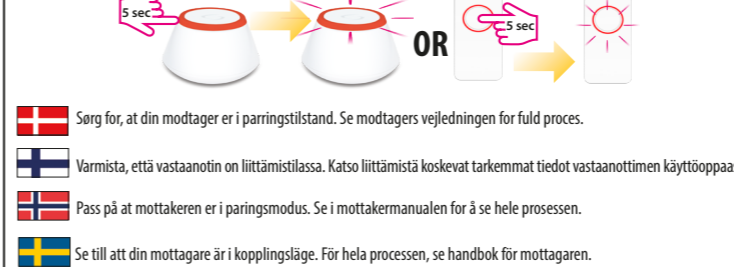 5 sec
OR
5 sec
Sørg for, at din modtager er i parringstilstand. Se modtagers vejledningen for fuld proces.
Varmista, että vastaanotin on liittämistilassa. Katso liittämistä koskevat tarkemmat tiedot vastaanottimen
Pass på at mottakeren er i paringsmodus. Se i mottakermanualen for å se hele prosessen.
Se till att din mottagare är i kopplingsläge. För hela processen, se handbok för mottagaren.